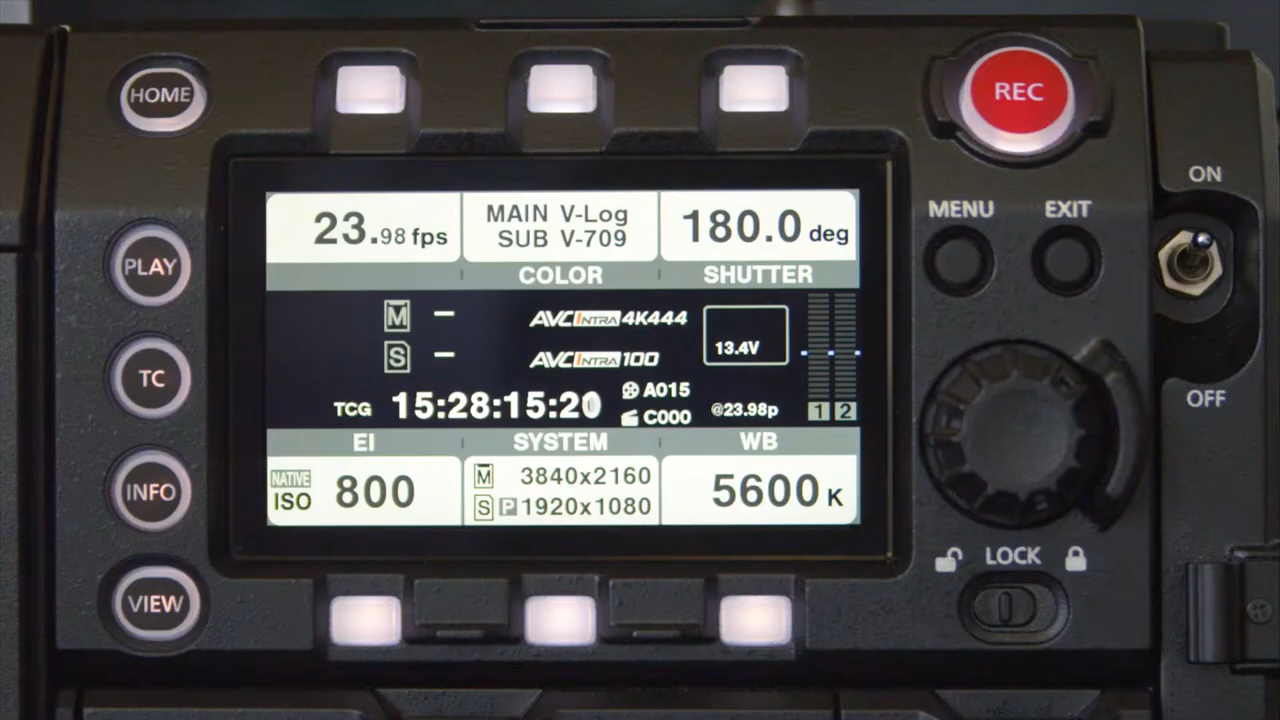 HOME
REC
ON
23.98 fps
MAIN V-Log
SUB V-709
180.0 deg
MENU
EXIT
COLOR
SHUTTER
PLAY
M –
AVC INTRA 4K444
13.4V
S –
AVC INTRA 100
TC
TCG 15:28:15:20
A015
C000
@23.98p
1 2
OFF
EI
SYSTEM
WB
NATIVE
ISO 800
M 3840x2160
S P 1920x1080
5600 K
INFO
LOCK
VIEW